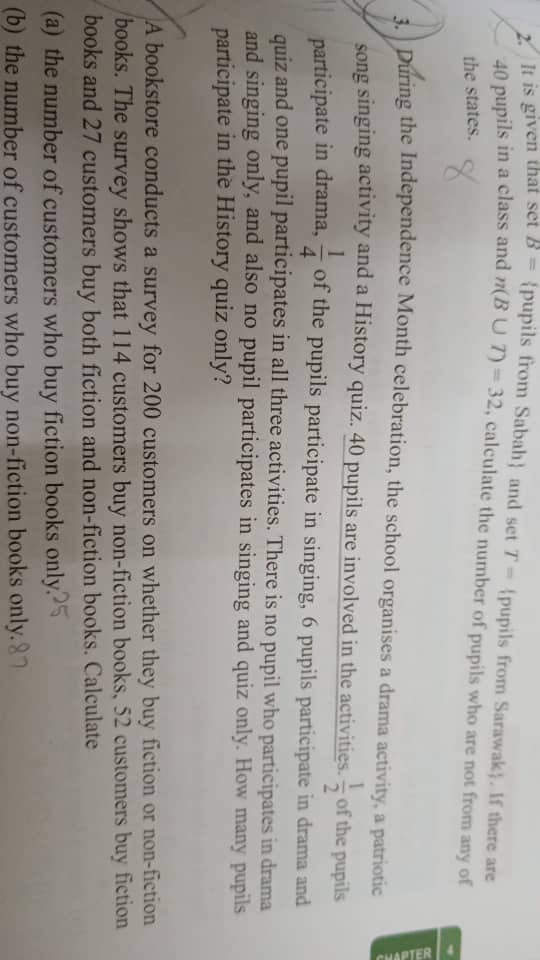 2. It is given that set B = {pupils from Sabah} and set T = {pupils from Sarawak}. If there are
40 pupils in a class and n(B ∪ T) = 32, calculate the number of pupils who are not from any of
the states. 8
CHAPTER 4
3. During the Independence Month celebration, the school organises a drama activity, a patriotic
song singing activity and a History quiz. 40 pupils are involved in the activities. 1/2 of the pupils
participate in drama, 1/4 of the pupils participate in singing, 6 pupils participate in drama and
quiz and one pupil participates in all three activities. There is no pupil who participates in drama
and singing only, and also no pupil participates in singing and quiz only. How many pupils
participate in the History quiz only?
A bookstore conducts a survey for 200 customers on whether they buy fiction or non-fiction
books. The survey shows that 114 customers buy non-fiction books, 52 customers buy fiction
books and 27 customers buy both fiction and non-fiction books. Calculate
(a) the number of customers who buy fiction books only. 25
(b) the number of customers who buy non-fiction books only. 87